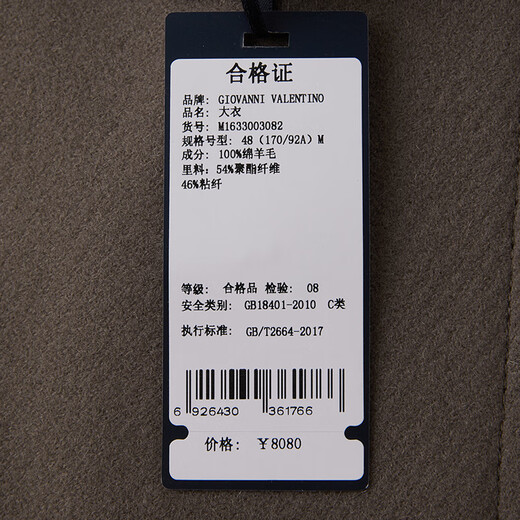 合格证
品牌: GIOVANNI VALENTINO
品名: 大衣
货号: M1633003082
规格号型: 48 (170/92A) M
成分: 100%绵羊毛
里料: 54%聚酯纤维
46%粘纤
等级: 合格品 检验: 08
安全类别: GB18401-2010 C类
执行标准: GB/T2664-2017
6 926430 361766
价格: ￥8080